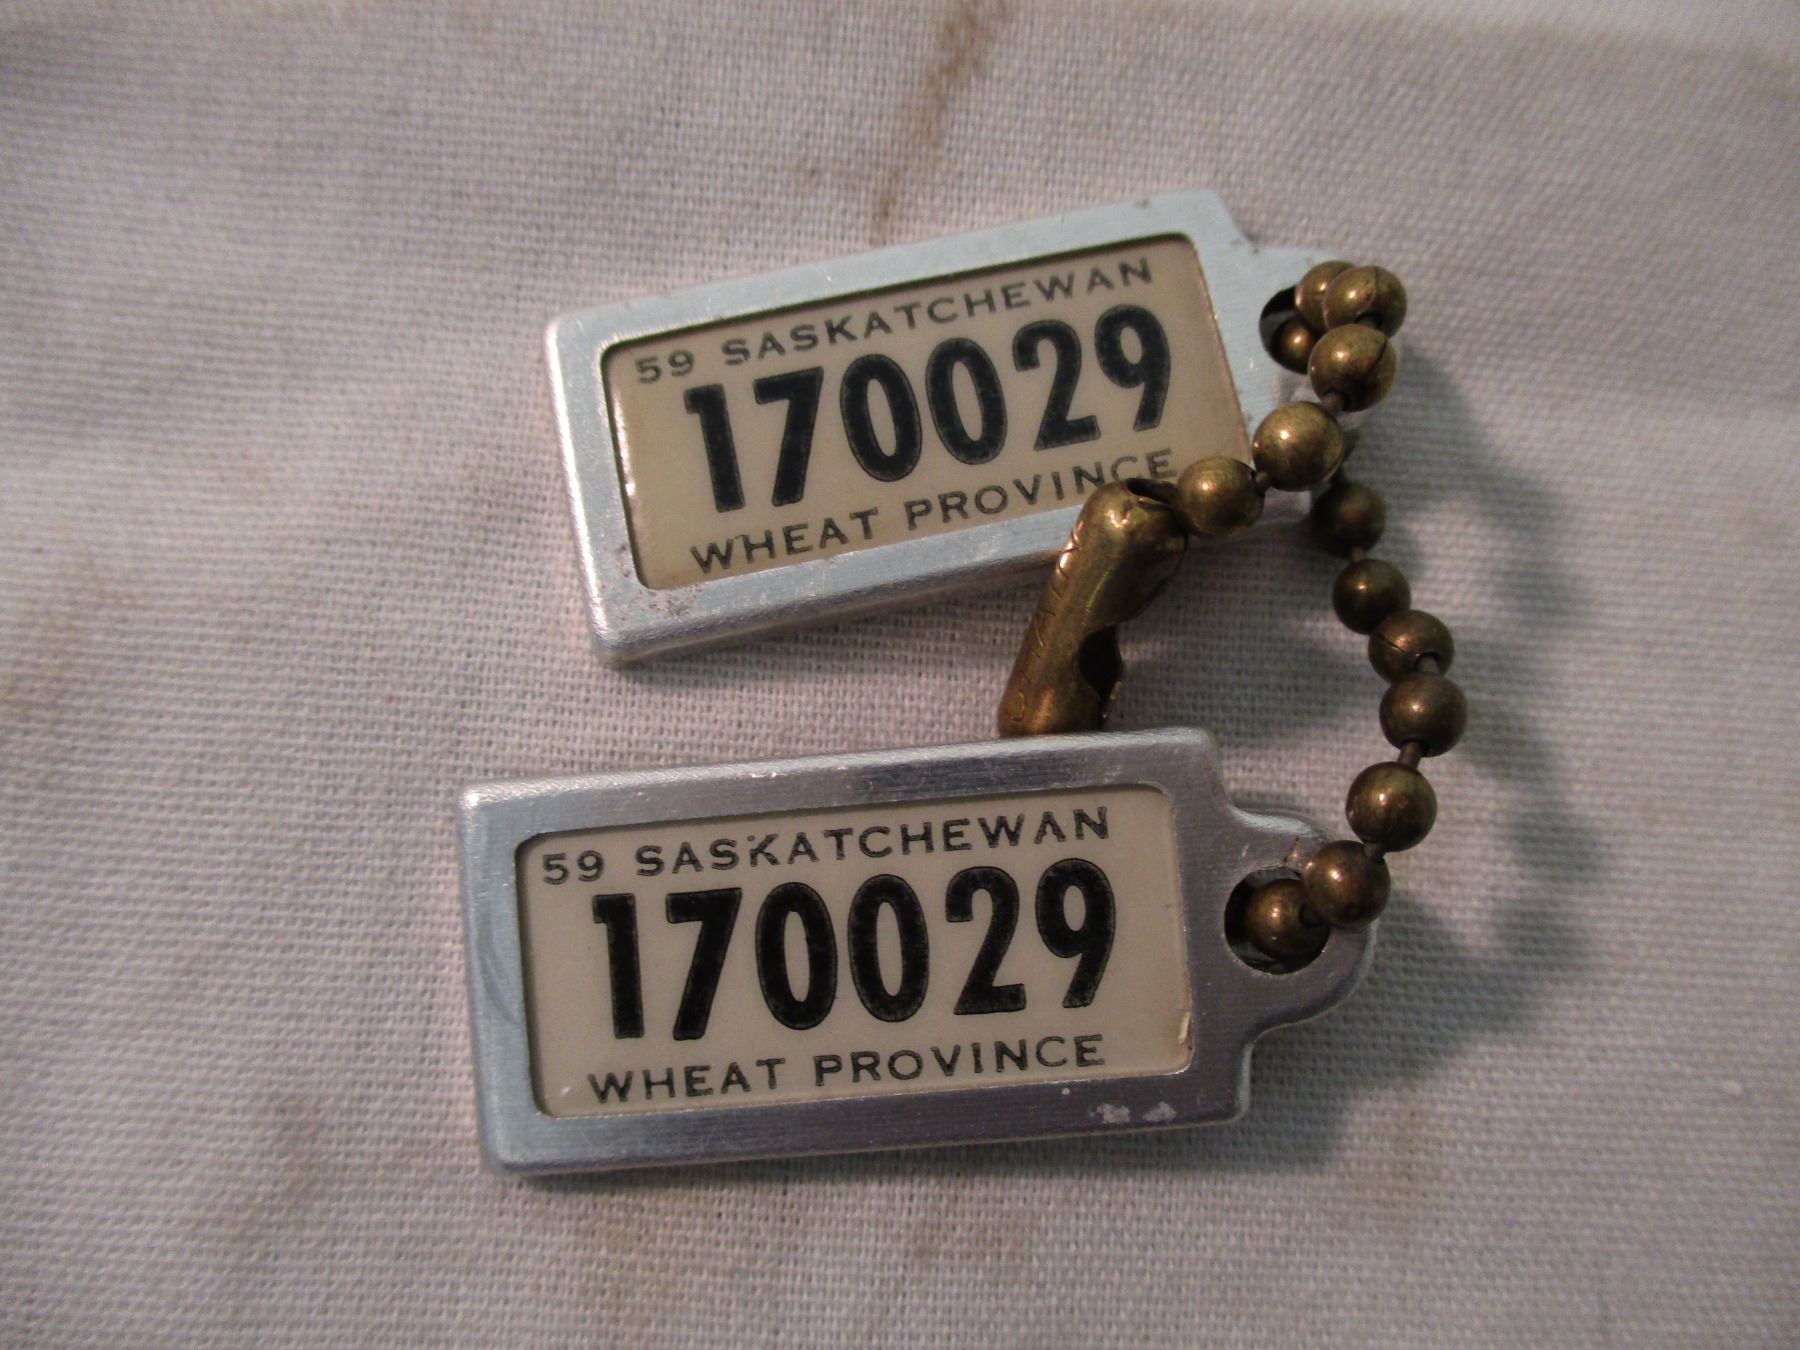 59 SASKATCHEWAN
170029
WHEAT PROVINCE
59 SASKATCHEWAN
170029
WHEAT PROVINCE